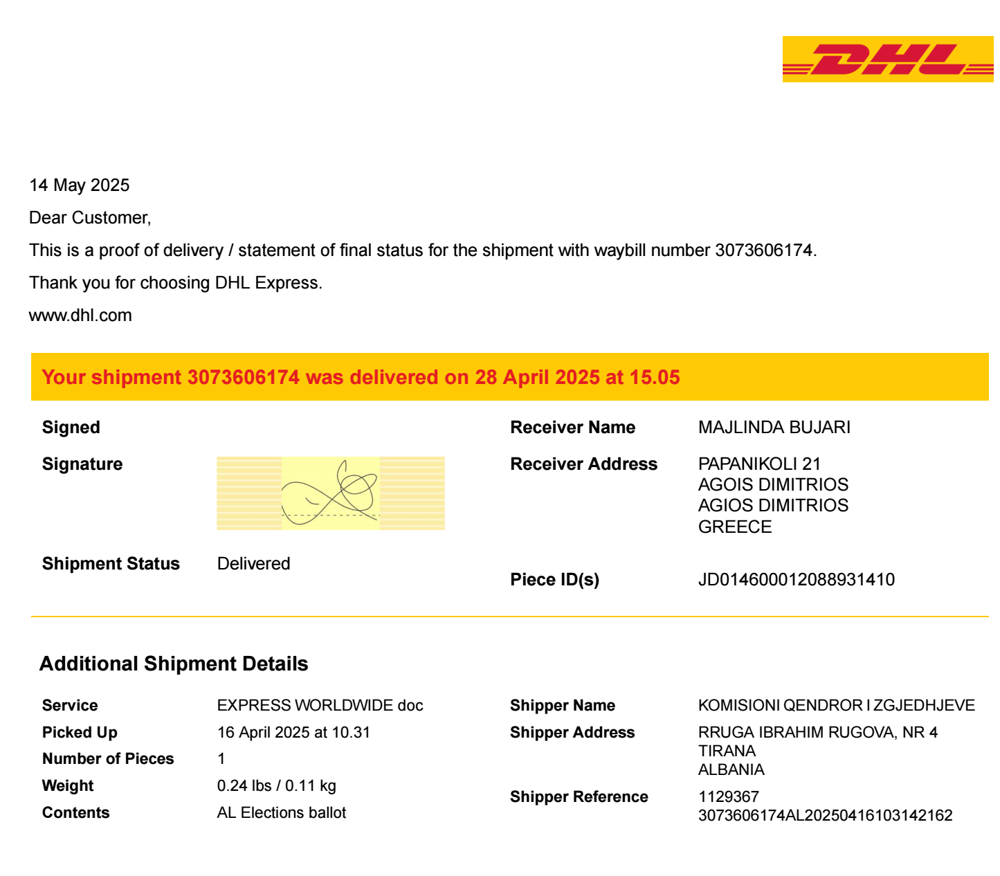 DHL
14 May 2025
Dear Customer,
This is a proof of delivery / statement of final status for the shipment with waybill number 3073606174.
Thank you for choosing DHL Express.
www.dhl.com
Your shipment 3073606174 was delivered on 28 April 2025 at 15.05
Signed
Signature
Shipment Status Delivered
Receiver Name MAJLINDA BUJARI
Receiver Address PAPANIKOLI 21
AGOIS DIMITRIOS
AGIOS DIMITRIOS
GREECE
Piece ID(s) JD014600012088931410
Additional Shipment Details
Service EXPRESS WORLDWIDE doc
Picked Up 16 April 2025 at 10.31
Number of Pieces 1
Weight 0.24 lbs / 0.11 kg
Contents AL Elections ballot
Shipper Name KOMISIONI QENDROR I ZGJEDHJEVE
Shipper Address RRUGA IBRAHIM RUGOVA, NR 4
TIRANA
ALBANIA
Shipper Reference 1129367
3073606174AL20250416103142162